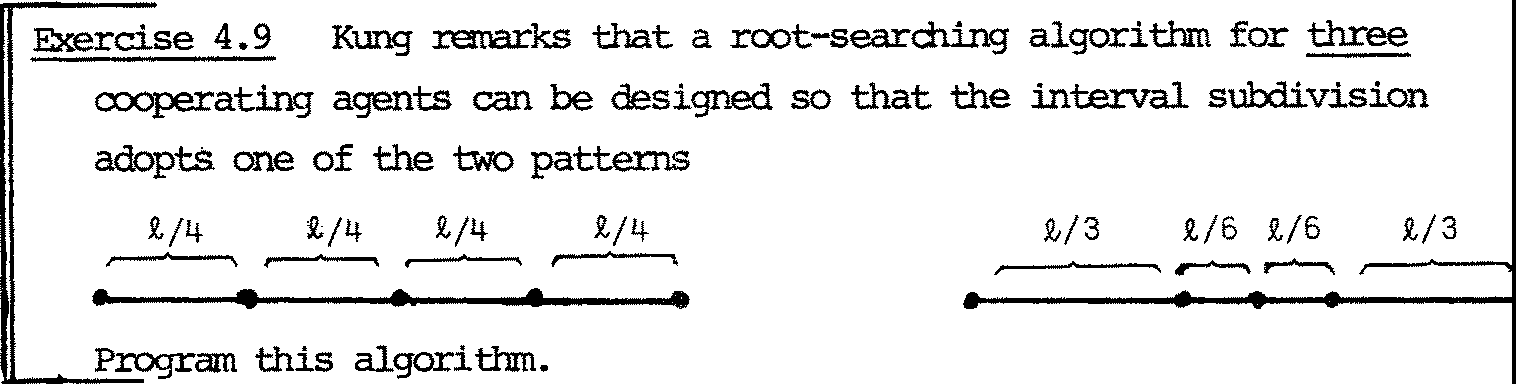 Exercise 4.9 Kung remarks that a root-searching algorithm for three
cooperating agents can be designed so that the interval subdivision
adopts one of the two patterns
ℓ/4 ℓ/4 ℓ/4 ℓ/4 ℓ/3 ℓ/6 ℓ/6 ℓ/3
Program this algorithm.